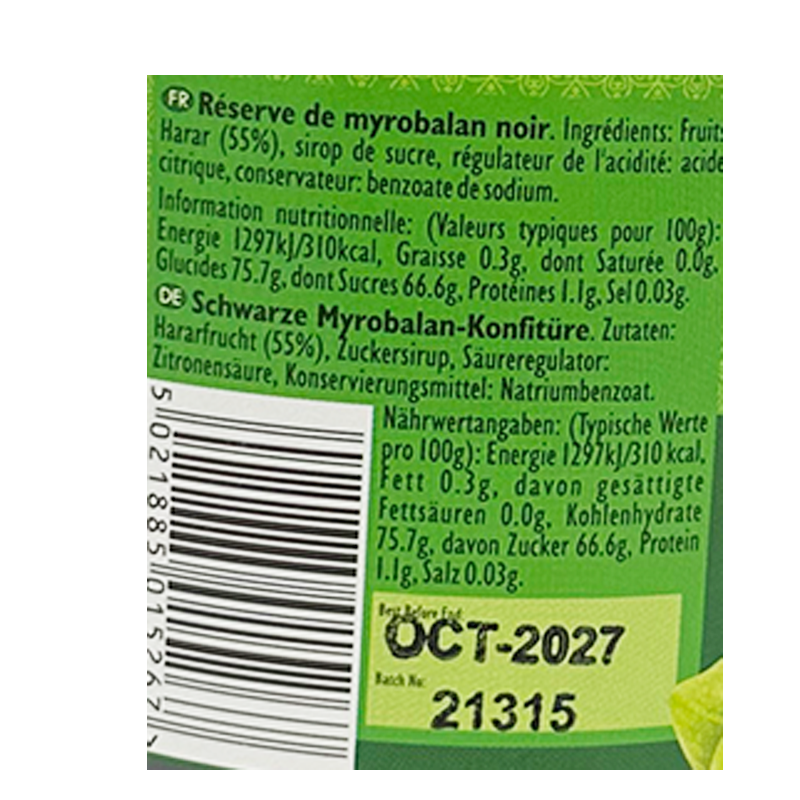 FR Réserve de myrobalan noir. Ingrédients: Fruits
Harar (55%), sirop de sucre, régulateur de l'acidité: acide
citrique, conservateur: benzoate de sodium.
Information nutritionnelle: (Valeurs typiques pour 100g):
Energie 1297kJ/310kcal, Graisse 0.3g, dont Saturée 0.0g,
Glucides 75.7g, dont Sucres 66.6g, Protéines 1.1g, Sel 0.03g.
DE Schwarze Myrobalan-Konfitüre. Zutaten:
Hararfrucht (55%), Zuckersirup, Säureregulator:
Zitronensäure, Konservierungsmittel: Natriumbenzoat.
Nährwertangaben: (Typische Werte
pro 100g): Energie 1297kJ/310 kcal,
Fett 0.3g, davon gesättigte
Fettsäuren 0.0g, Kohlenhydrate
75.7g, davon Zucker 66.6g, Protein
1.1g, Salz 0.03g.
Best Before End:
OCT-2027
Batch No:
21315